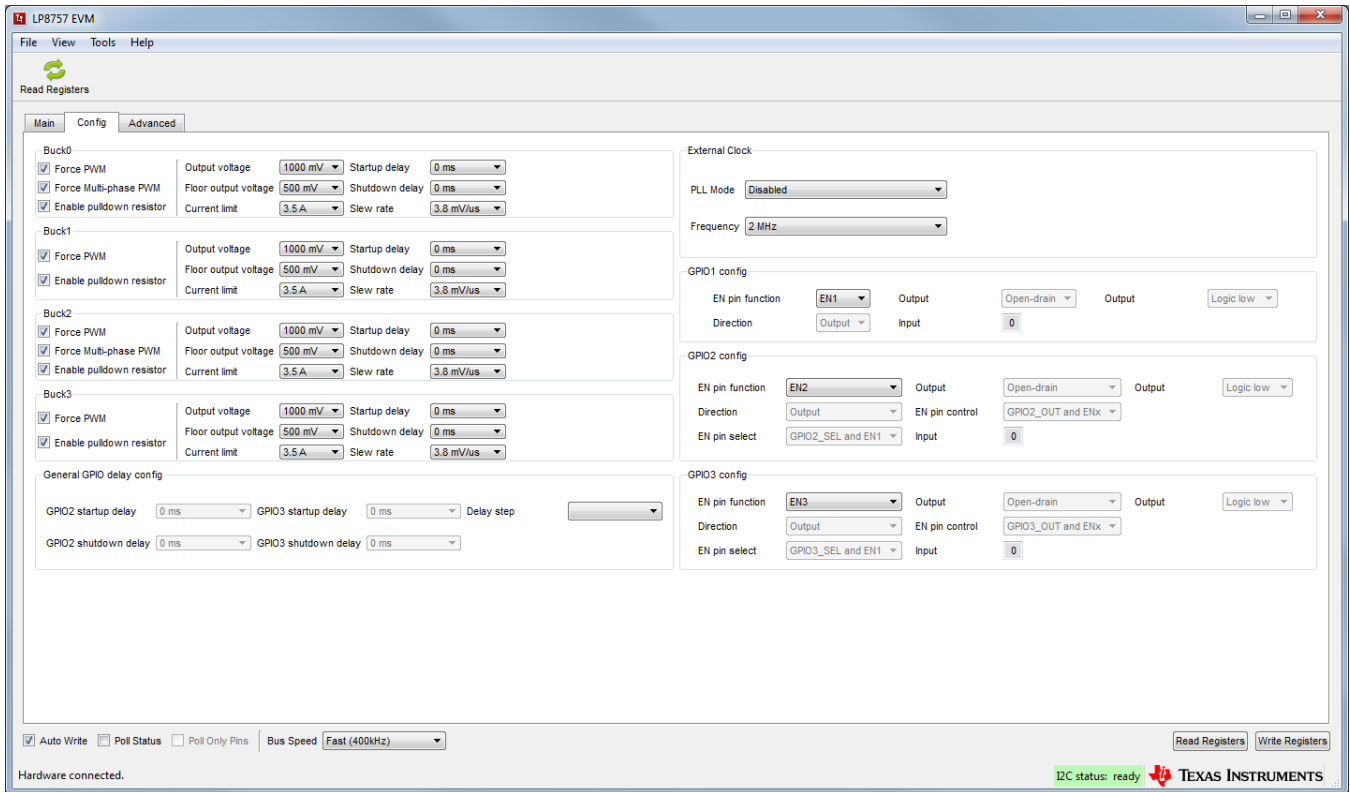 LP8757 EVM
File View Tools Help
Read Registers
Main Config Advanced
Buck0
Force PWM Output voltage 1000 mV Startup delay 0 ms
Force Multi-phase PWM Floor output voltage 500 mV Shutdown delay 0 ms
Enable pulldown resistor Current limit 3.5 A Slew rate 3.8 mV/us
Buck1
Force PWM
Enable pulldown resistor
Output voltage 1000 mV Startup delay 0 ms
Floor output voltage 500 mV Shutdown delay 0 ms
Current limit 3.5 A Slew rate 3.8 mV/us
Buck2
Force PWM Output voltage 1000 mV Startup delay 0 ms
Force Multi-phase PWM Floor output voltage 500 mV Shutdown delay 0 ms
Enable pulldown resistor Current limit 3.5 A Slew rate 3.8 mV/us
Buck3
Force PWM
Enable pulldown resistor
Output voltage 1000 mV Startup delay 0 ms
Floor output voltage 500 mV Shutdown delay 0 ms
Current limit 3.5 A Slew rate 3.8 mV/us
General GPIO delay config
GPIO2 startup delay 0 ms GPIO3 startup delay 0 ms Delay step
GPIO2 shutdown delay 0 ms GPIO3 shutdown delay 0 ms
External Clock
PLL Mode Disabled
Frequency 2 MHz
GPIO1 config
EN pin function EN1 Output Open-drain Output Logic low
Direction Output Input 0
GPIO2 config
EN pin function EN2 Output Open-drain Output Logic low
Direction Output EN pin control GPIO2_OUT and ENx
EN pin select GPIO2_SEL and EN1 Input 0
GPIO3 config
EN pin function EN3 Output Open-drain Output Logic low
Direction Output EN pin control GPIO3_OUT and ENx
EN pin select GPIO3_SEL and EN1 Input 0
Auto Write Poll Status Poll Only Pins Bus Speed Fast (400kHz) Read Registers Write Registers
Hardware connected. I2C status: ready TEXAS INSTRUMENTS